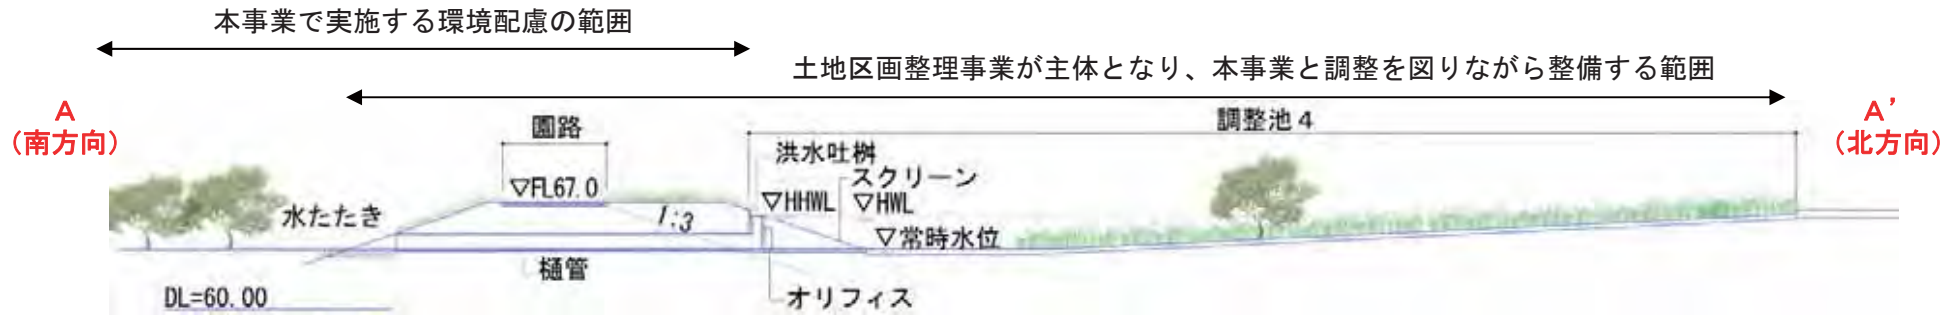 本事業で実施する環境配慮の範囲
土地区画整理事業が主体となり、本事業と調整を図りながら整備する範囲
A
(南方向)
A'
(北方向)
園路
調整池4
洪水吐桝
スクリーン
▽FL67.0
▽HHWL ▽HWL
水たたき
1:3
▽常時水位
樋管
DL=60.00
オリフィス